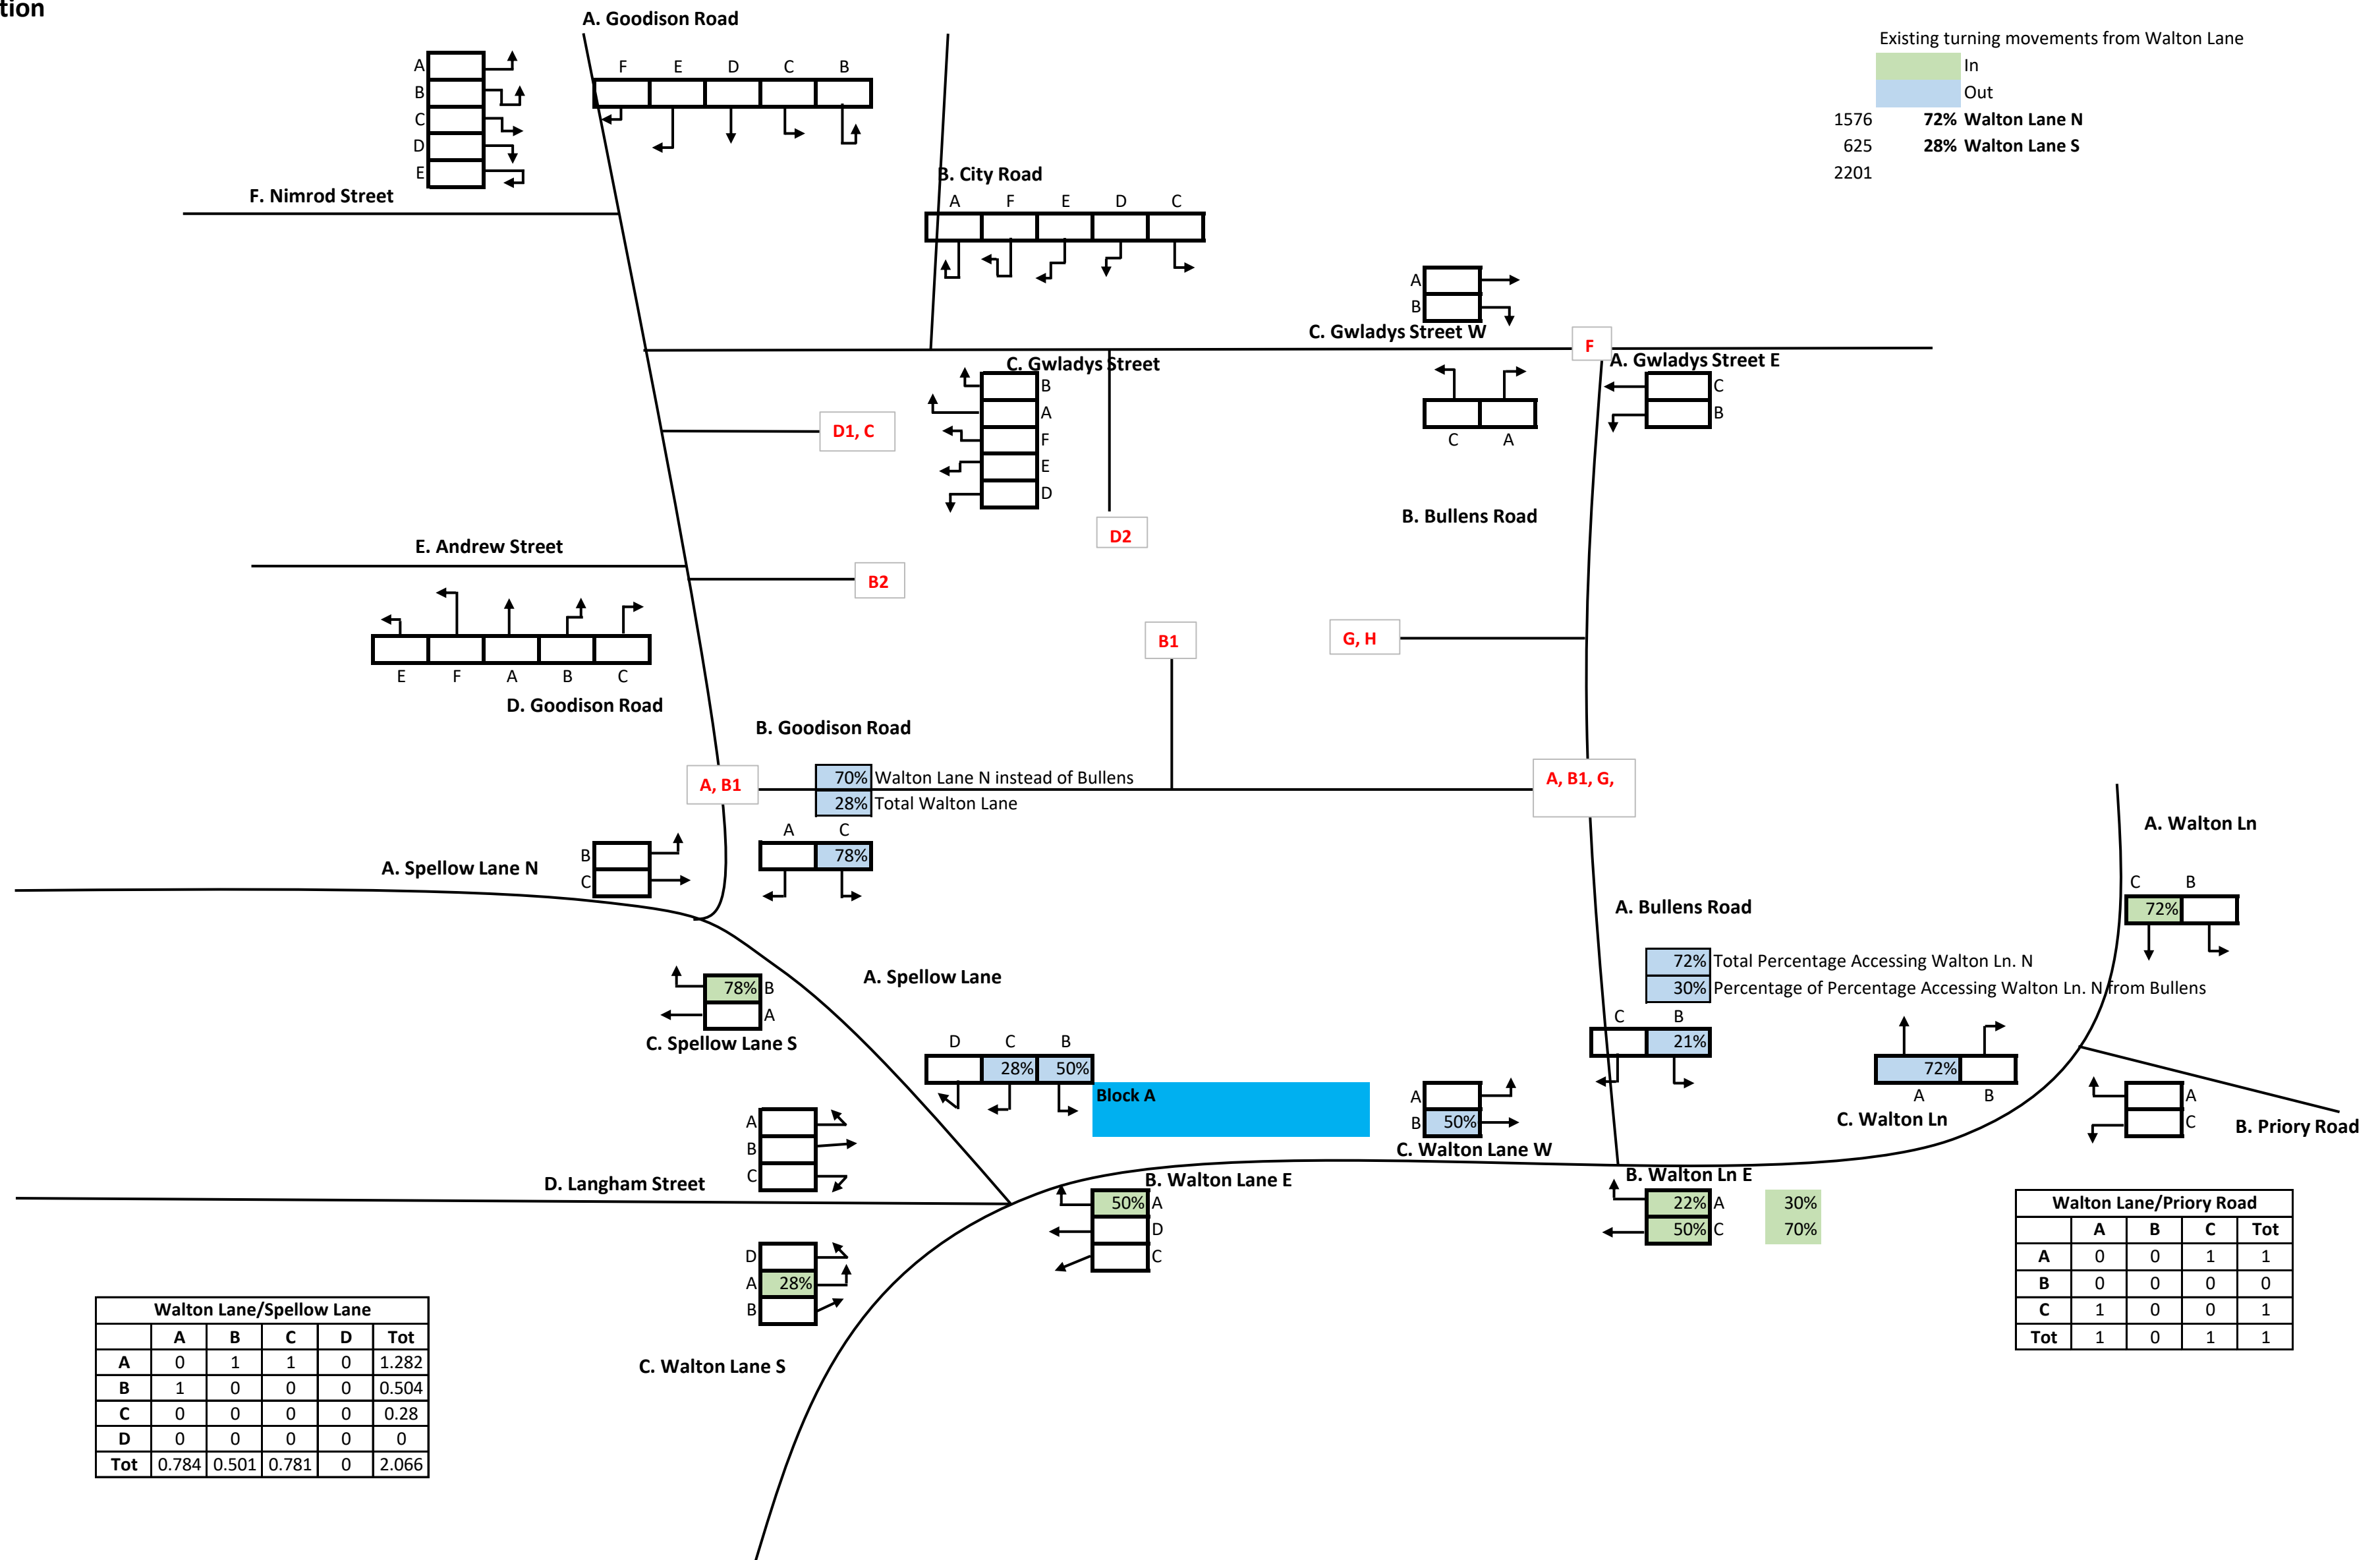 tion
A. Goodison Road
Existing turning movements from Walton Lane
In
Out
1576 72% Walton Lane N
625 28% Walton Lane S
2201
A
B
C
D
E
F E D C B
F. Nimrod Street
B. City Road
A F E D C
A
B
C. Gwladys Street W
F
A. Gwladys Street E
C. Gwladys Street
B
A
F
E
D
C A
C
B
D1, C
D2
B. Bullens Road
E. Andrew Street
B2
B1
G, H
E F A B C
D. Goodison Road
B. Goodison Road
A, B1
70% Walton Lane N instead of Bullens
28% Total Walton Lane
A, B1, G,
A C
78%
A. Spellow Lane N
B
C
A. Walton Ln
C B
72%
A. Bullens Road
72% Total Percentage Accessing Walton Ln. N
30% Percentage of Percentage Accessing Walton Ln. N from Bullens
A. Spellow Lane
78% B
A
C. Spellow Lane S
D C B
28% 50%
Block A
C B
21%
72%
A B
C. Walton Ln
A
C
B. Priory Road
A
B 50%
C. Walton Lane W
A
B
C
D. Langham Street
B. Walton Lane E
50% A
D
C
B. Walton Ln E
22% A 30%
50% C 70%
D
A 28%
B
C. Walton Lane S
Walton Lane/Priory Road
A B C Tot
A 0 0 1 1
B 0 0 0 0
C 1 0 0 1
Tot 1 0 1 1
Walton Lane/Spellow Lane
A B C D Tot
A 0 1 1 0 1.282
B 1 0 0 0 0.504
C 0 0 0 0 0.28
D 0 0 0 0 0
Tot 0.784 0.501 0.781 0 2.066